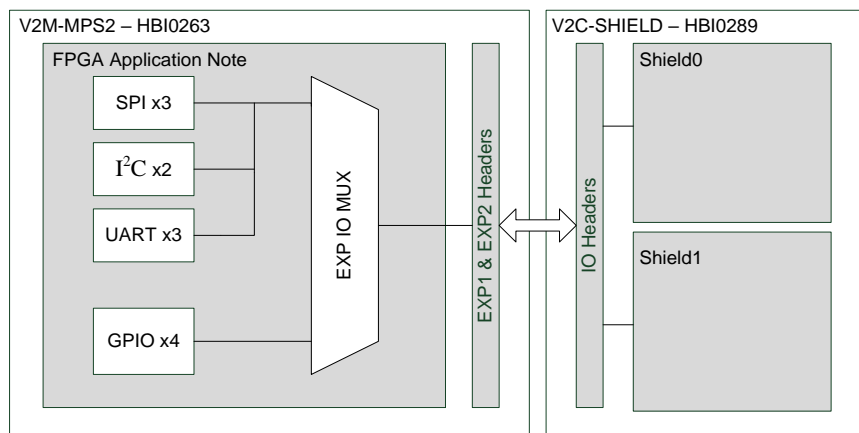 V2M-MPS2 – HBI0263
V2C-SHIELD – HBI0289
FPGA Application Note
SPI x3
I²C x2
UART x3
GPIO x4
EXP IO MUX
EXP1 & EXP2 Headers
IO Headers
Shield0
Shield1